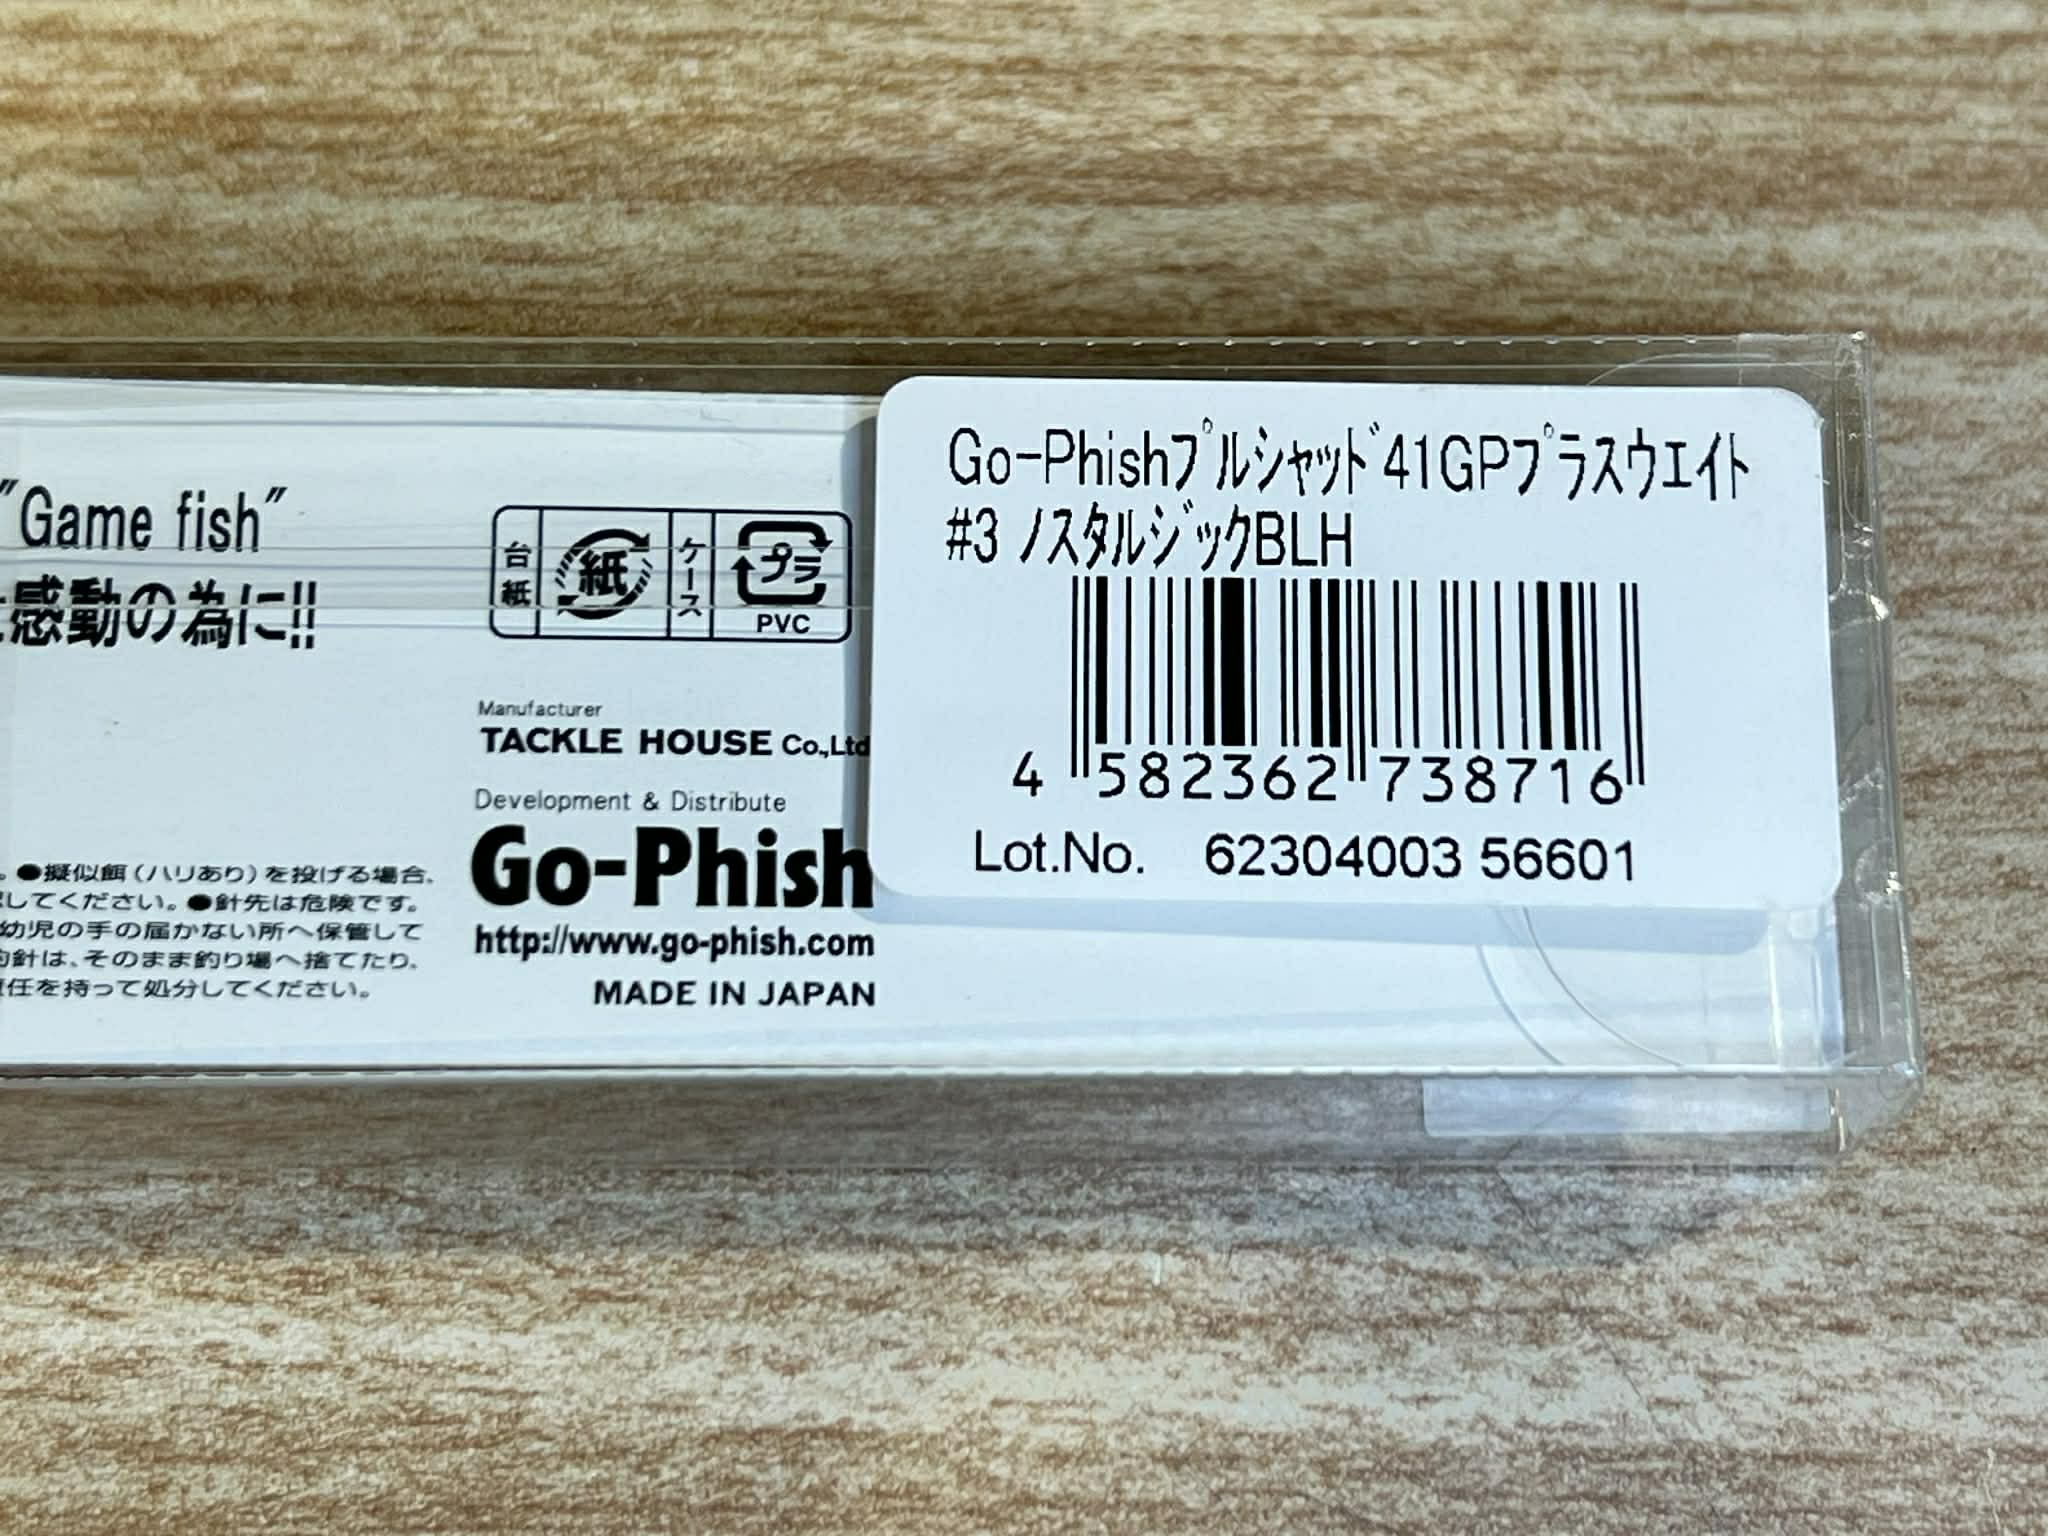 "Game fish"
感動の為に!!
台紙
紙
ケース
プラ
PVC
Manufacturer
TACKLE HOUSE Co.,Ltd
Development & Distribute
Go-Phish
http://www.go-phish.com
MADE IN JAPAN
●擬似餌(ハリあり)を投げる場合、
してください。●針先は危険です。
幼児の手の届かない所へ保管して
針は、そのまま釣り場へ捨てたり、
任を持って処分してください。
Go-Phishプルシャッド41GPプラスウエイト
#3 ノスタルジックBLH
4 582362 738716
Lot.No. 62304003 56601